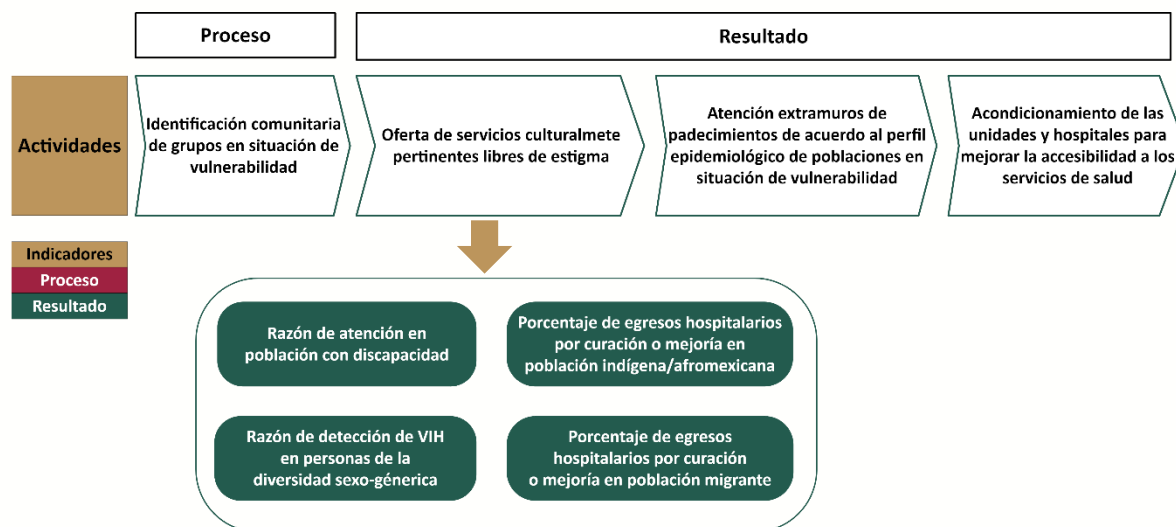 Proceso
Resultado
Actividades
Identificación comunitaria
de grupos en situación de
vulnerabilidad
Oferta de servicios culturalmete
pertinentes libres de estigma
Atención extramuros de
padecimientos de acuerdo al perfil
epidemiológico de poblaciones en
situación de vulnerabilidad
Acondicionamiento de las
unidades y hospitales para
mejorar la accesibilidad a los
servicios de salud
Indicadores
Proceso
Resultado
Razón de atención en
población con discapacidad
Porcentaje de egresos hospitalarios
por curación o mejoría en
población indígena/afromexicana
Razón de detección de VIH
en personas de la
diversidad sexo-génerica
Porcentaje de egresos
hospitalarios por curación
o mejoría en población migrante